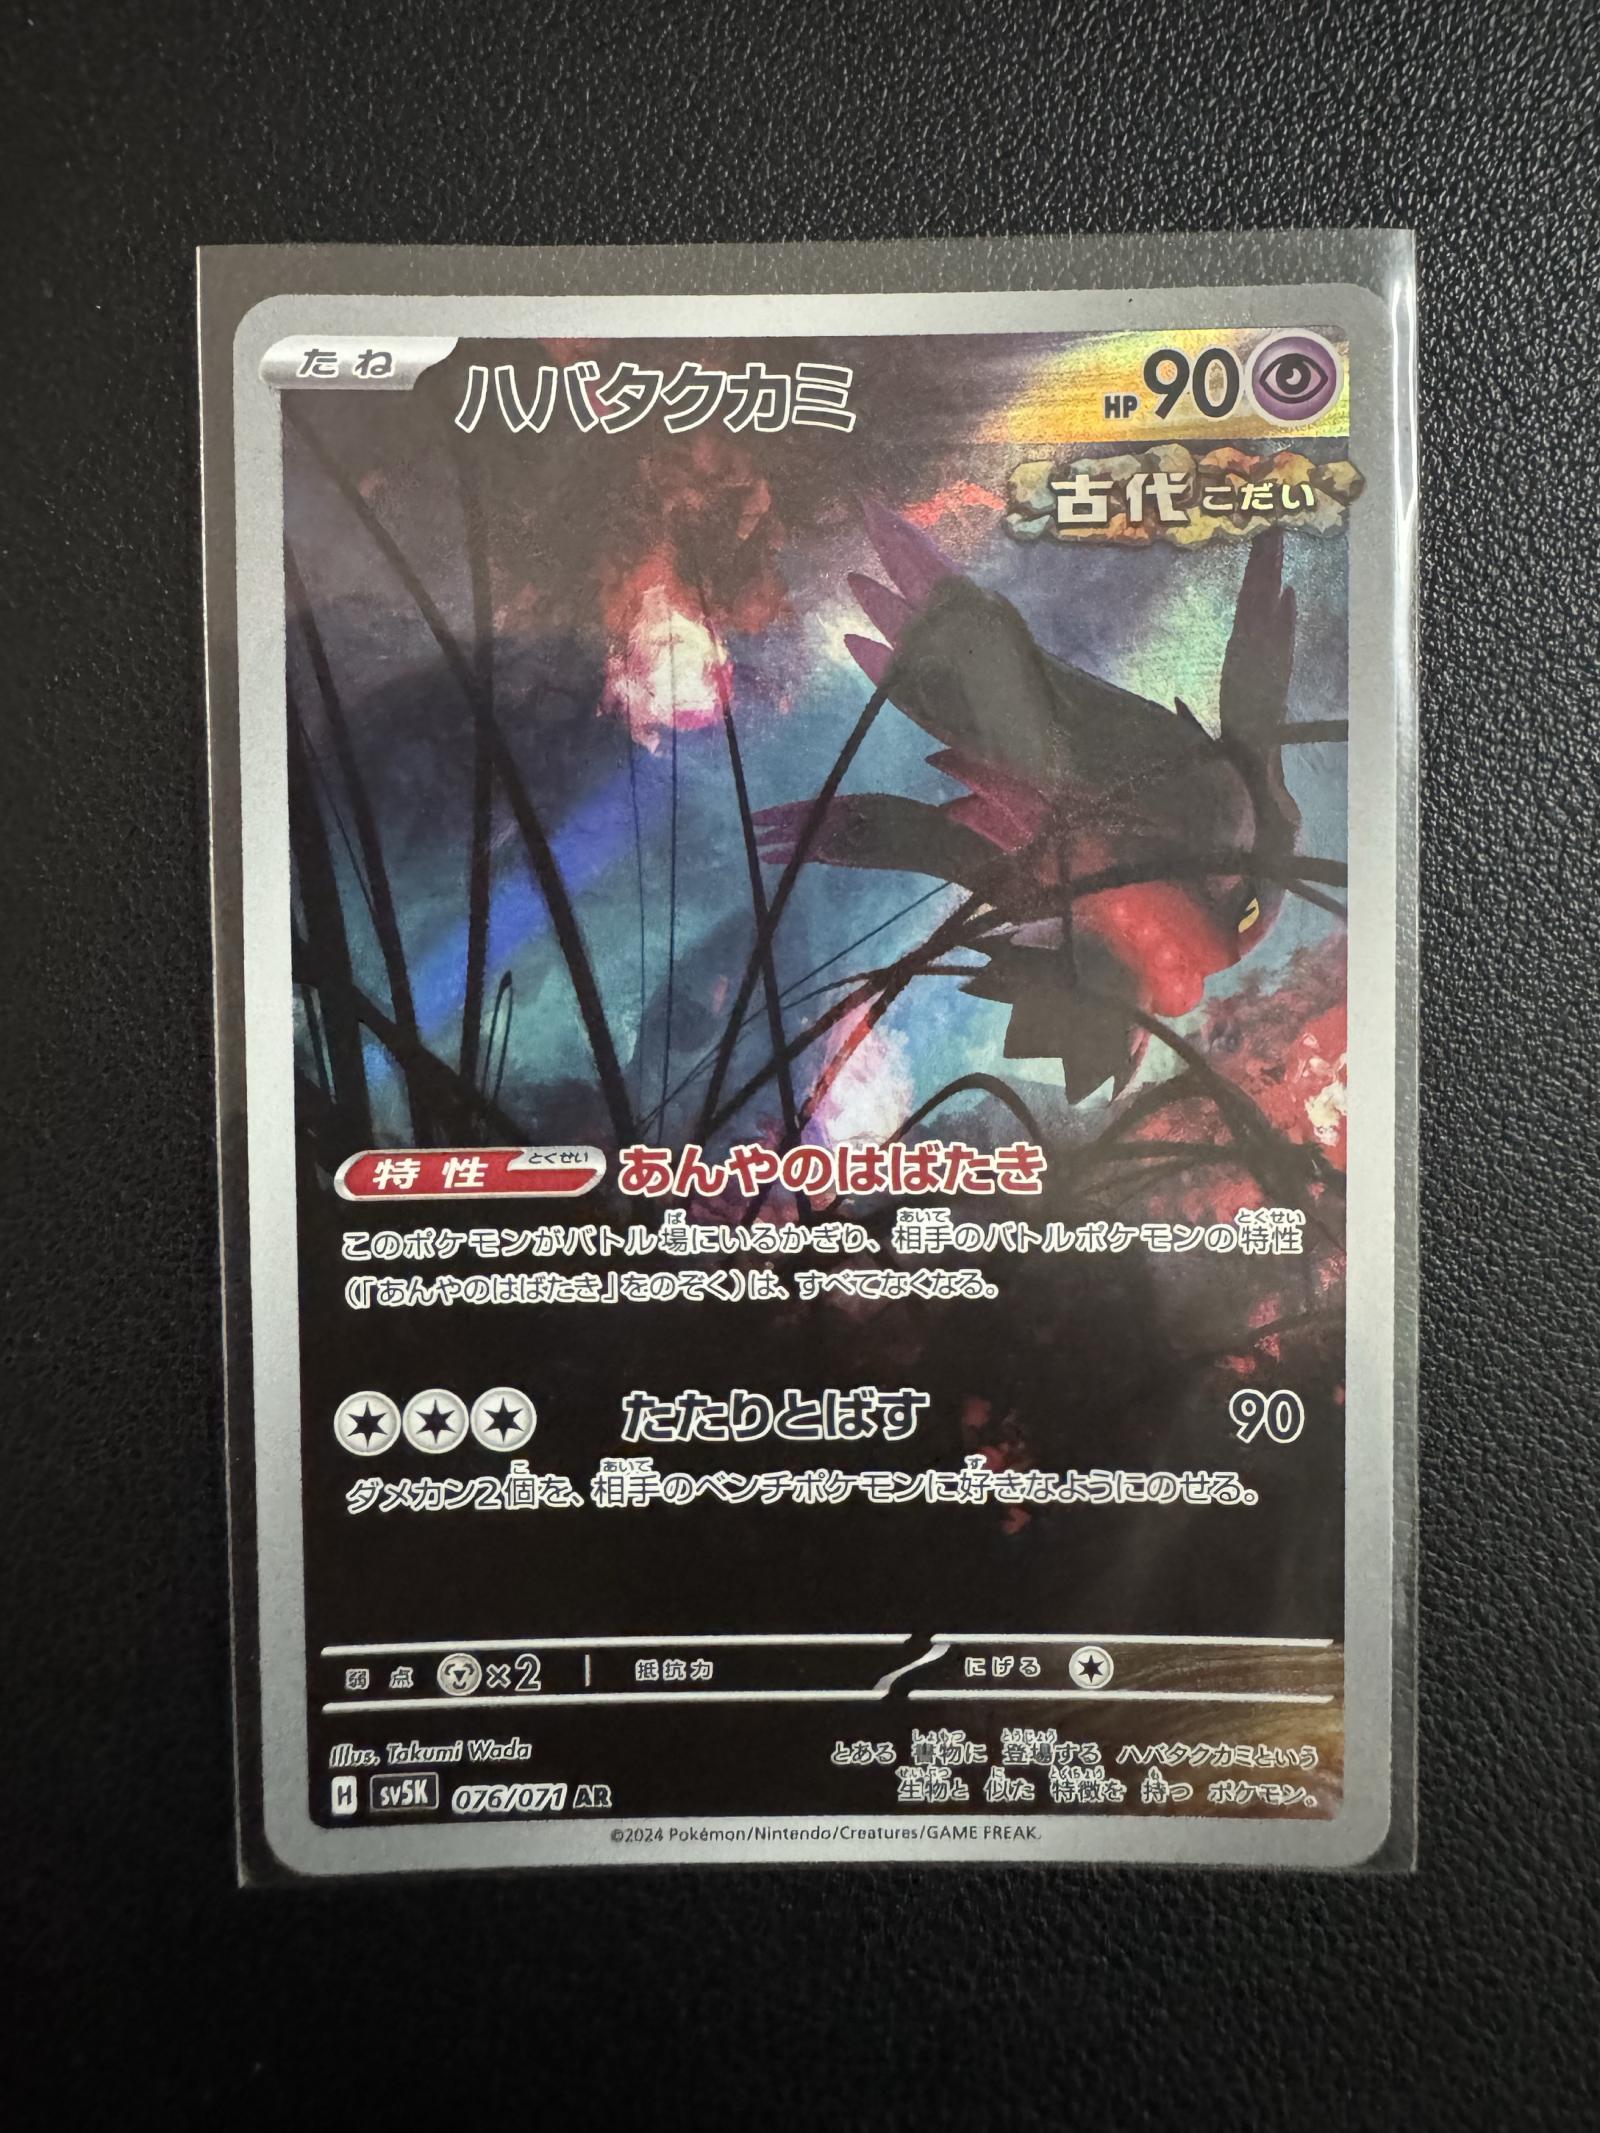 たね
ハバタクカミ
HP 90
古代 こだい
特性 とくせい あんやのはばたき
このポケモンがバトル場にいるかぎり、相手のバトルポケモンの特性
(「あんやのはばたき」をのぞく)は、すべてなくなる。
たたりとばす 90
ダメカン2個を、相手のベンチポケモンに好きなようにのせる。
弱点 ×2 抵抗力 にげる
Illus. Takumi Wada
とある 書物に 登場する ハバタクカミという
生物と 似た 特徴を 持つ ポケモン。
H sv5K 076/071 AR
©2024 Pokémon/Nintendo/Creatures/GAME FREAK.